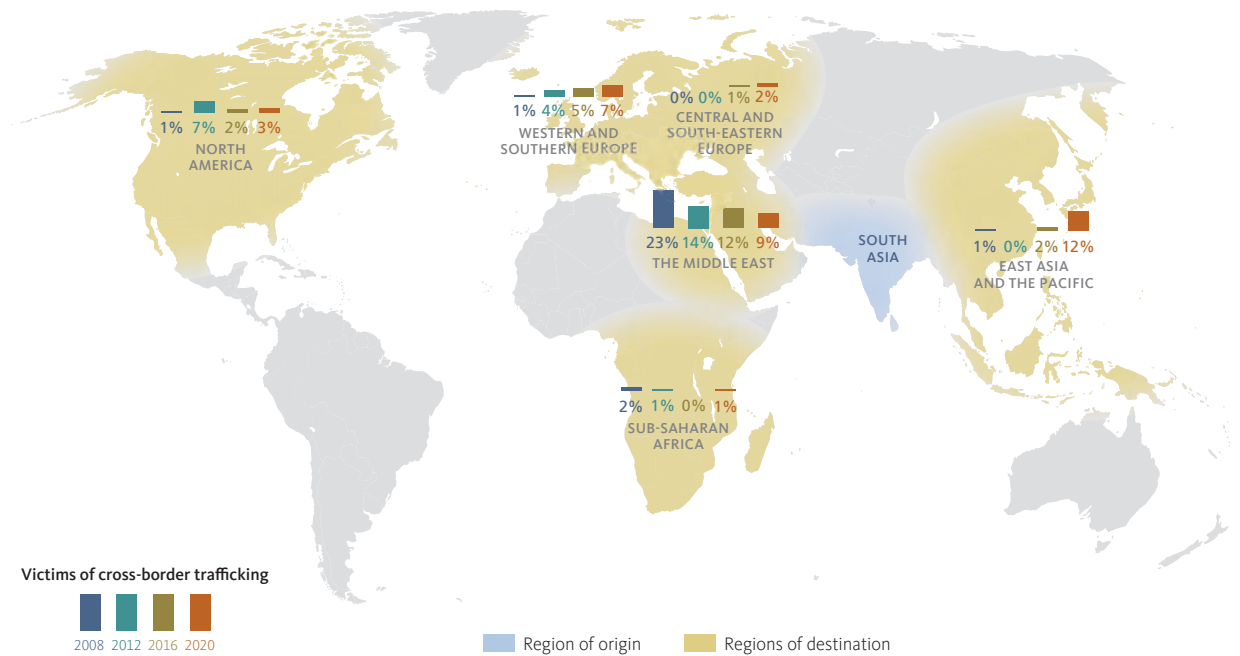 1% 7% 2% 3%
NORTH
AMERICA
1% 4% 5% 7%
WESTERN AND
SOUTHERN EUROPE
0% 0% 1% 2%
CENTRAL AND
SOUTH-EASTERN
EUROPE
23% 14% 12% 9%
THE MIDDLE EAST
SOUTH
ASIA
1% 0% 2% 12%
EAST ASIA
AND THE PACIFIC
2% 1% 0% 1%
SUB-SAHARAN
AFRICA
Victims of cross-border trafficking
2008 2012 2016 2020
Region of origin
Regions of destination